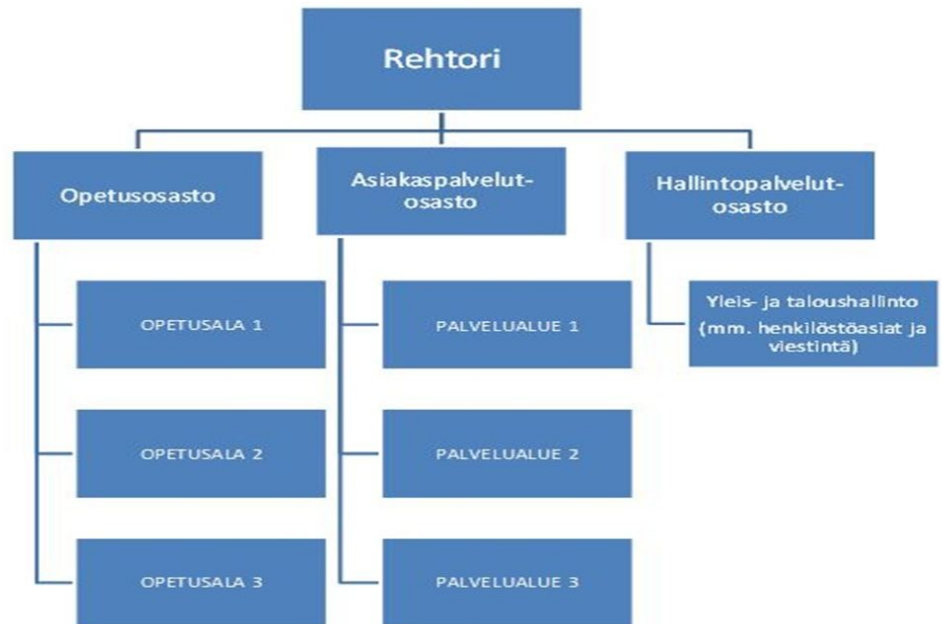 Rehtori
Opetusosasto
Asiakaspalvelut-
osasto
Hallintopalvelut-
osasto
OPETUSALA 1
OPETUSALA 2
OPETUSALA 3
PALVELUALUE 1
PALVELUALUE 2
PALVELUALUE 3
Yleis- ja taloushallinto
(mm. henkilöstöasiat ja
viestintä)